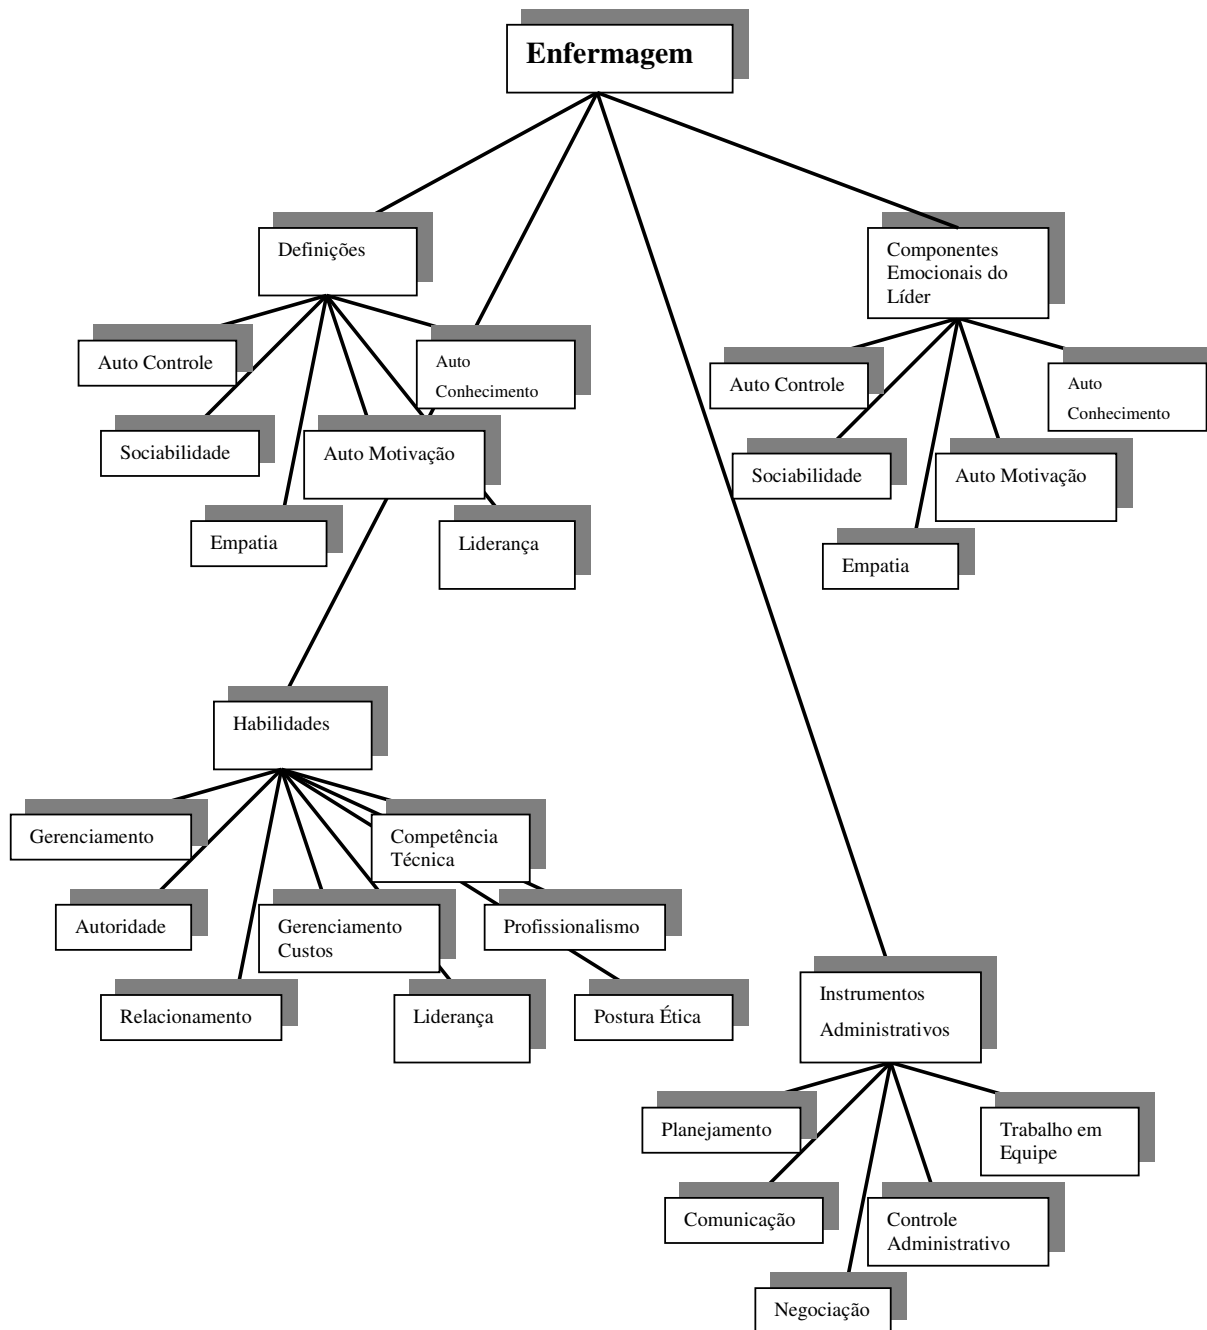 Enfermagem
Definições
Componentes
Emocionais do
Líder
Auto Controle
Auto
Conhecimento
Sociabilidade
Auto Motivação
Empatia
Liderança
Auto Controle
Auto
Conhecimento
Sociabilidade
Auto Motivação
Empatia
Habilidades
Gerenciamento
Competência
Técnica
Autoridade
Gerenciamento
Custos
Profissionalismo
Relacionamento
Liderança
Postura Ética
Instrumentos
Administrativos
Planejamento
Trabalho em
Equipe
Comunicação
Controle
Administrativo
Negociação